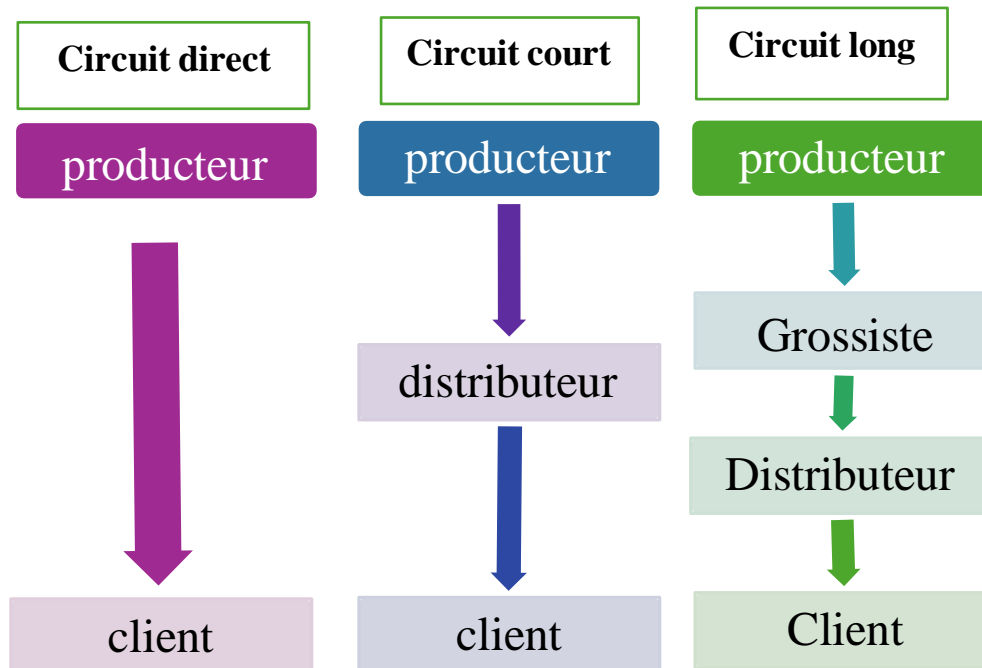 Circuit direct
producteur
client
Circuit court
producteur
distributeur
client
Circuit long
producteur
Grossiste
Distributeur
Client